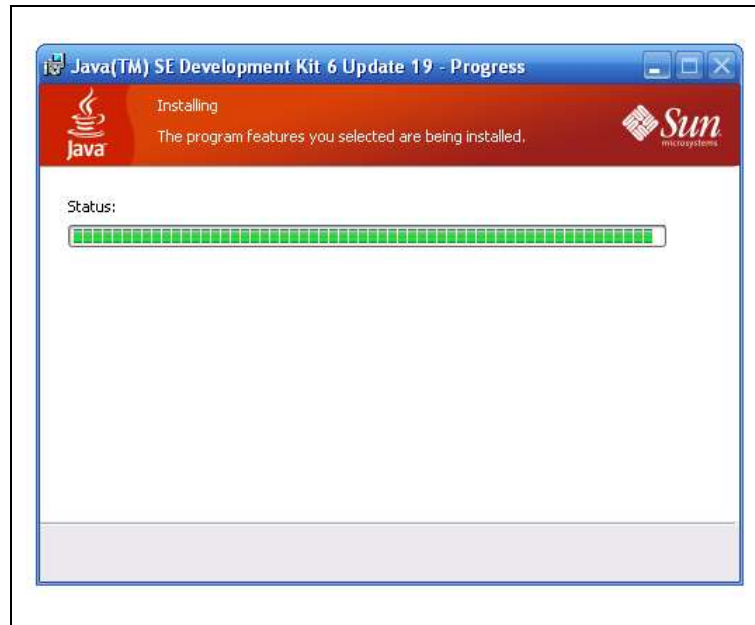 Java(TM) SE Development Kit 6 Update 19 - Progress
Java
Installing
The program features you selected are being installed.
Sun
microsystems
Status: